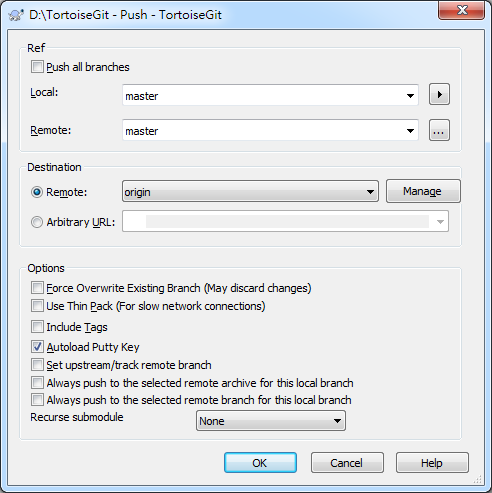 D:\TortoiseGit - Push - TortoiseGit
Ref
Push all branches
Local:
master
Remote:
master
...
Destination
Remote:
origin
Manage
Arbitrary URL:
Options
Force Overwrite Existing Branch (May discard changes)
Use Thin Pack (For slow network connections)
Include Tags
Autoload Putty Key
Set upstream/track remote branch
Always push to the selected remote archive for this local branch
Always push to the selected remote branch for this local branch
Recurse submodule
None
OK
Cancel
Help